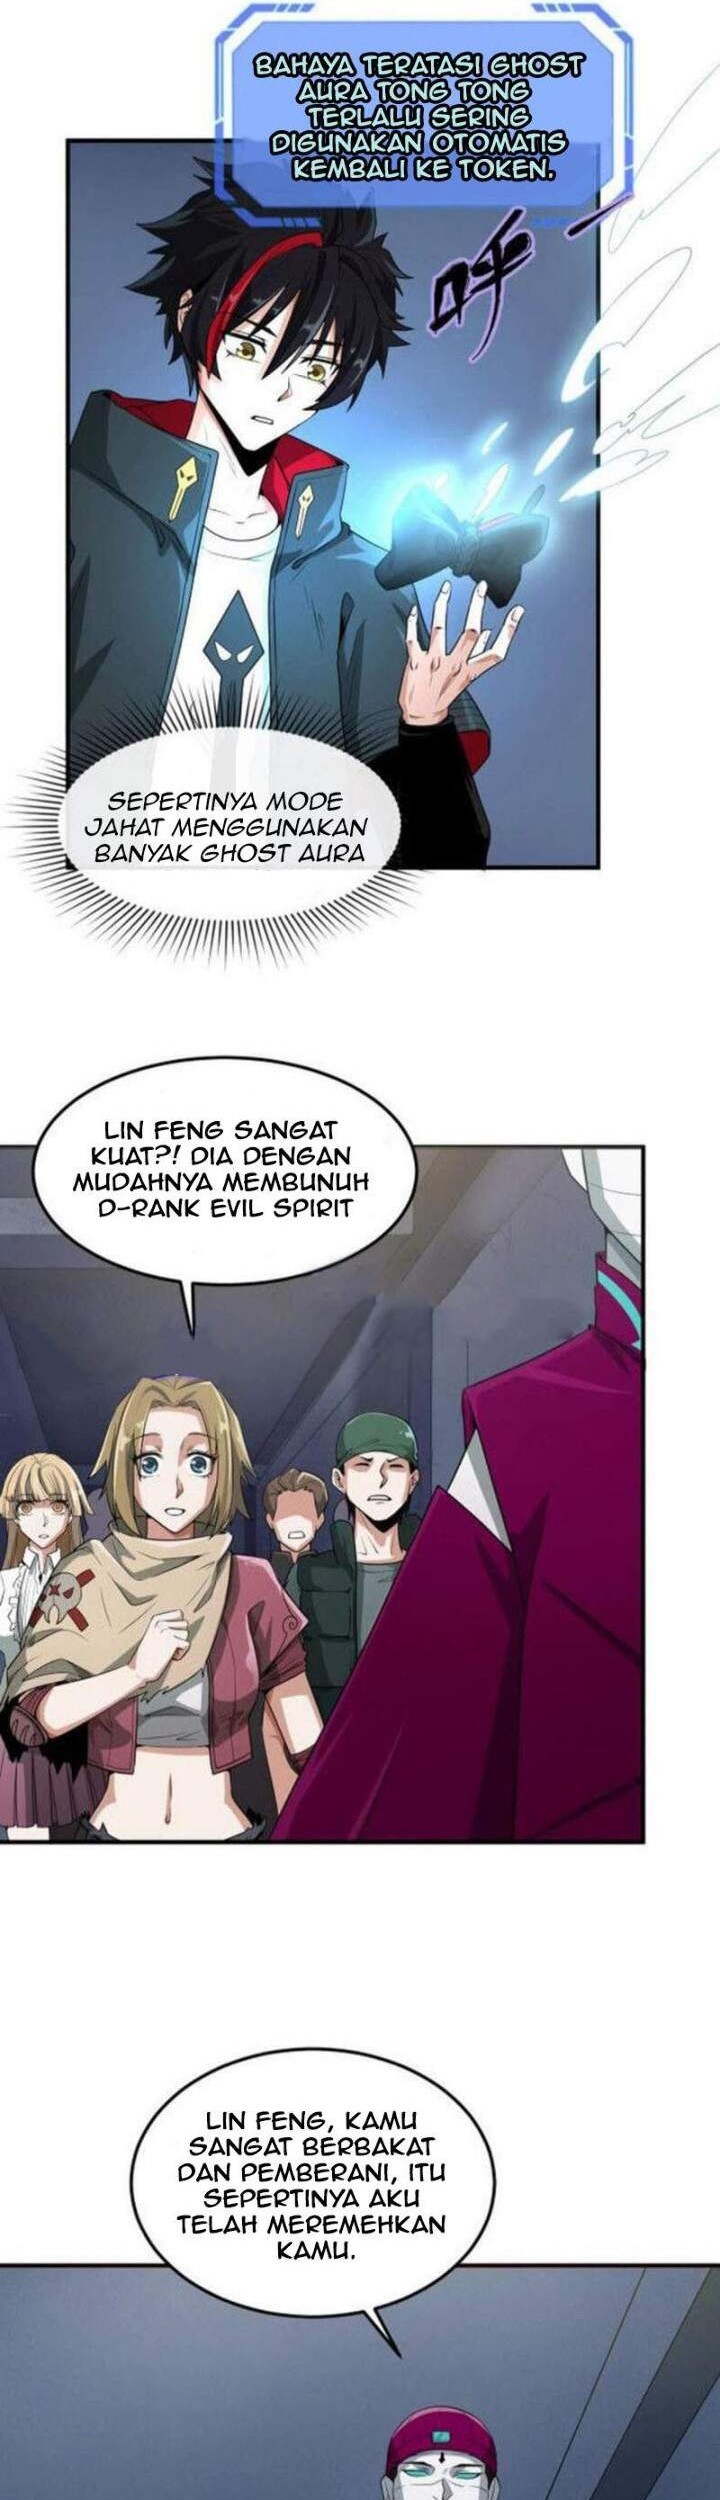 BAHAYA TERATASI GHOST
AURA TONG TONG
TERLALU SERING
DIGUNAKAN OTOMATIS
KEMBALI KE TOKEN.
呼一
SEPERTINYA MODE
JAHAT MENGGUNAKAN
BANYAK GHOST AURA
LIN FENG SANGAT
KUAT?! DIA DENGAN
MUDAHNYA MEMBUNUH
D-RANK EVIL SPIRIT
LIN FENG, KAMU
SANGAT BERBAKAT
DAN PEMBERANI, ITU
SEPERTINYA AKU
TELAH MEREMEHKAN
KAMU.